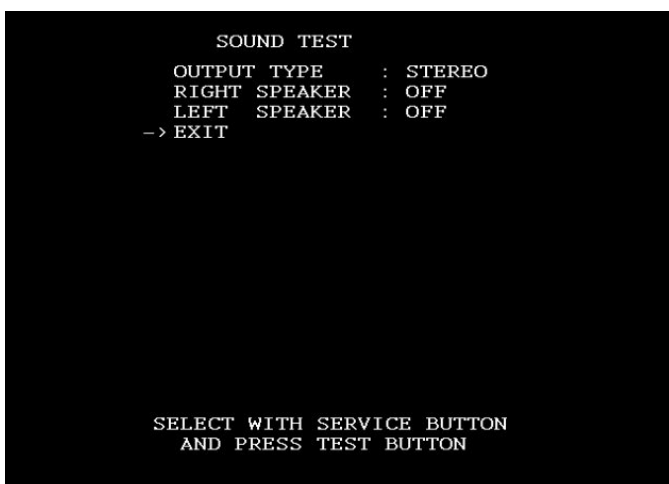 SOUND TEST
OUTPUT TYPE : STEREO
RIGHT SPEAKER : OFF
LEFT SPEAKER : OFF
–> EXIT
SELECT WITH SERVICE BUTTON
AND PRESS TEST BUTTON